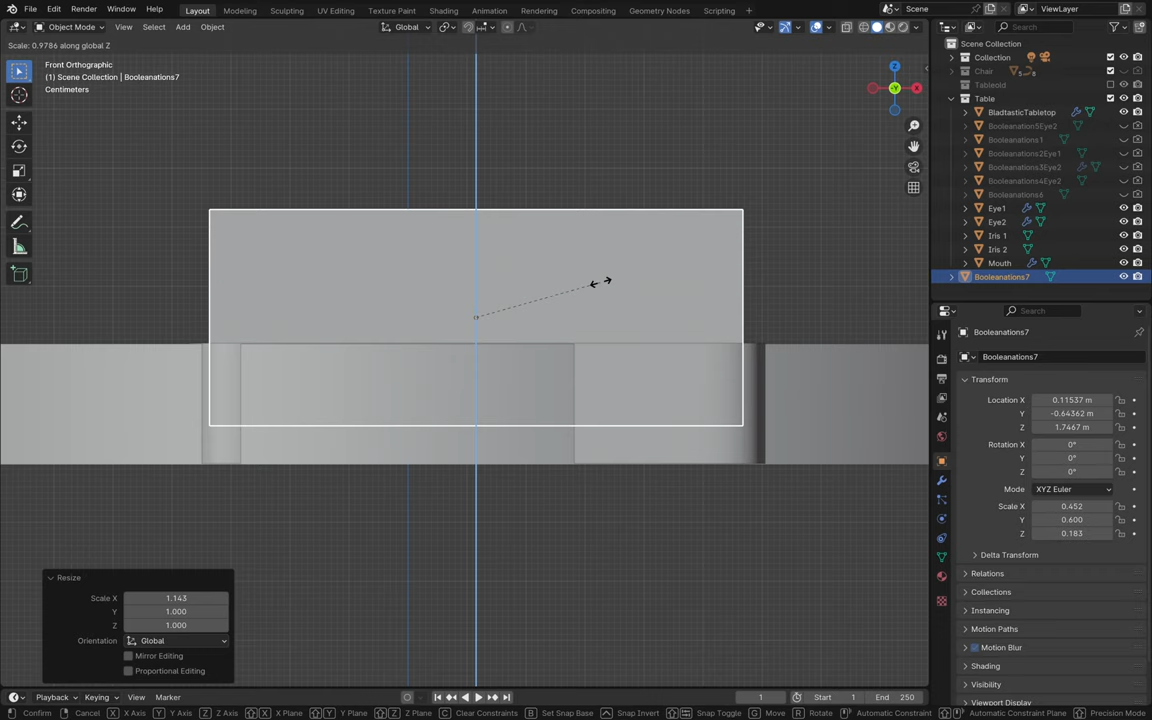 File Edit Render Window Help
Layout Modeling Sculpting UV Editing Texture Paint Shading Animation Rendering Compositing Geometry Nodes Scripting +
Scene
ViewLayer
Object Mode View Select Add Object
Global
Search
Scale: 0.9786 along global Z
Front Orthographic
(1) Scene Collection | Booleanations7
Centimeters
Z
Y
X
Scene Collection
Collection
Chair 5 8
Tableold
Table
BladtasticTabletop
Booleanation5Eye2
Booleanations1
Booleanations2Eye1
Booleanations3Eye2
Booleanations4Eye2
Booleanations6
Eye1
Eye2
Iris 1
Iris 2
Mouth
Booleanations7
Search
Booleanations7
Booleanations7
Transform
Location X 0.11537 m
Y -0.64362 m
Z 1.7467 m
Rotation X 0°
Y 0°
Z 0°
Mode XYZ Euler
Scale X 0.452
Y 0.600
Z 0.183
Delta Transform
Relations
Collections
Instancing
Motion Paths
Motion Blur
Shading
Visibility
Viewport Display
Resize
Scale X 1.143
Y 1.000
Z 1.000
Orientation Global
Mirror Editing
Proportional Editing
Playback Keying View Marker
1 Start 1 End 250
Confirm Cancel X X Axis Y Y Axis Z Z Axis X X Plane Y Y Plane Z Z Plane C Clear Constraints B Set Snap Base Snap Invert Snap Toggle G Move R Rotate Automatic Constraint Automatic Constraint Plane Precision Mode